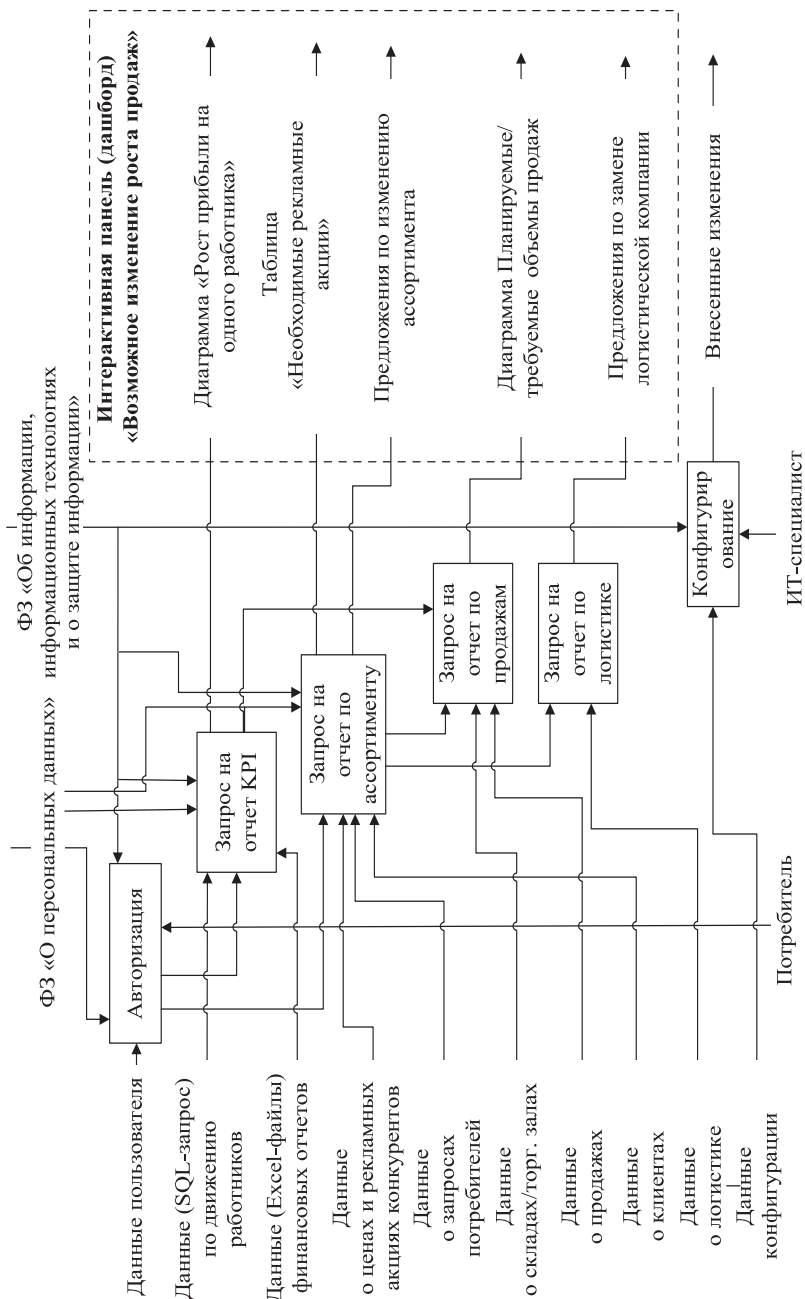 ФЗ «О персональных данных»
ФЗ «Об информации,
информационных технологиях
и о защите информации»
Интерактивная панель (дашборд)
«Возможное изменение роста продаж»
Данные пользователя
Данные (SQL-запрос)
по движению
работников
Данные (Excel-файлы)
финансовых отчетов
Данные
о ценах и рекламных
акциях конкурентов
Данные
о запросах
потребителей
Данные
о складах/торг. залах
Данные
о продажах
Данные
о клиентах
Данные
о логистике
Данные
конфигурации
Авторизация
Запрос на
отчет KPI
Запрос на
отчет по
ассортименту
Запрос на
отчет по
продажам
Запрос на
отчет по
логистике
Конфигурир
ование
Диаграмма «Рост прибыли на
одного работника»
Таблица
«Необходимые рекламные
акции»
Предложения по изменению
ассортимента
Диаграмма Планируемые/
требуемые объемы продаж
Предложения по замене
логистической компании
Внесенные изменения
Потребитель
ИТ-специалист